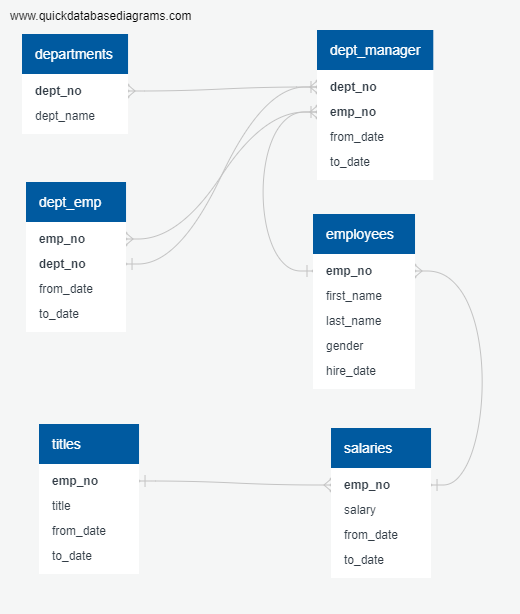 www.quickdatabasediagrams.com
departments
dept_no
dept_name
dept_manager
dept_no
emp_no
from_date
to_date
dept_emp
emp_no
dept_no
from_date
to_date
employees
emp_no
first_name
last_name
gender
hire_date
titles
emp_no
title
from_date
to_date
salaries
emp_no
salary
from_date
to_date